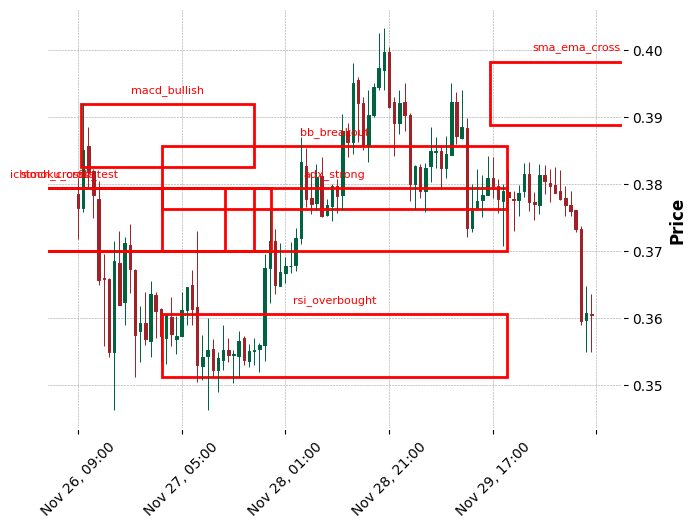 sma_ema_cross
0.40
macd_bullish
0.39
bb_breakout
adx_strong
0.38
Price
0.37
rsi_overbought
0.36
0.35
Nov 26, 09:00
Nov 27, 05:00
Nov 28, 01:00
Nov 28, 21:00
Nov 29, 17:00